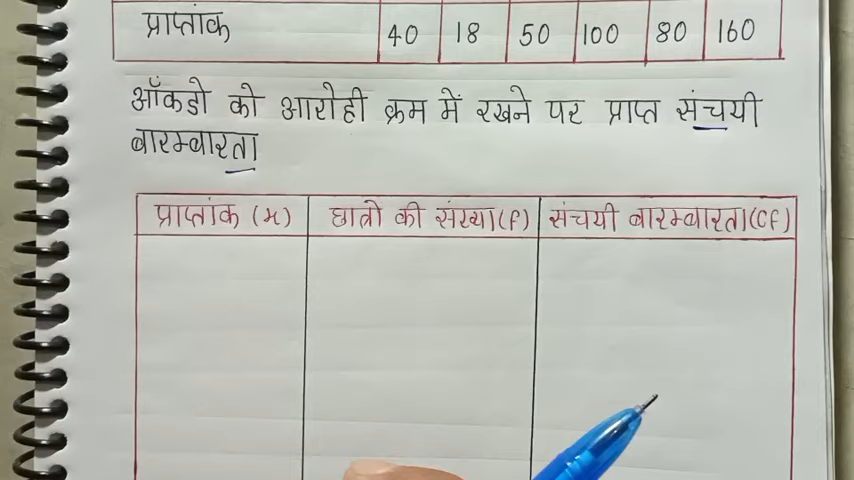 प्राप्तांक 40 18 50 100 80 160
आँकडो को आरोही क्रम में रखने पर प्राप्त संचयी
बारम्बारता
प्राप्तांक (x) छात्रो की संख्या(f) संचयी बारम्बारता(CF)